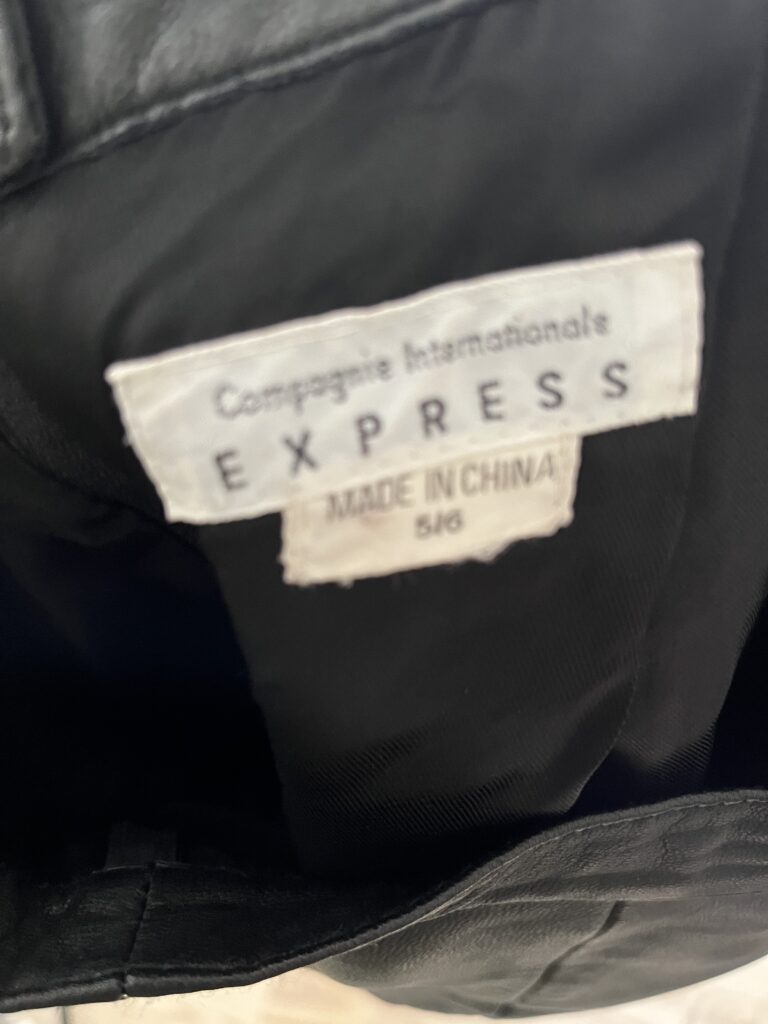 Compagnie Internationale
EXPRESS
MADE IN CHINA
5/6